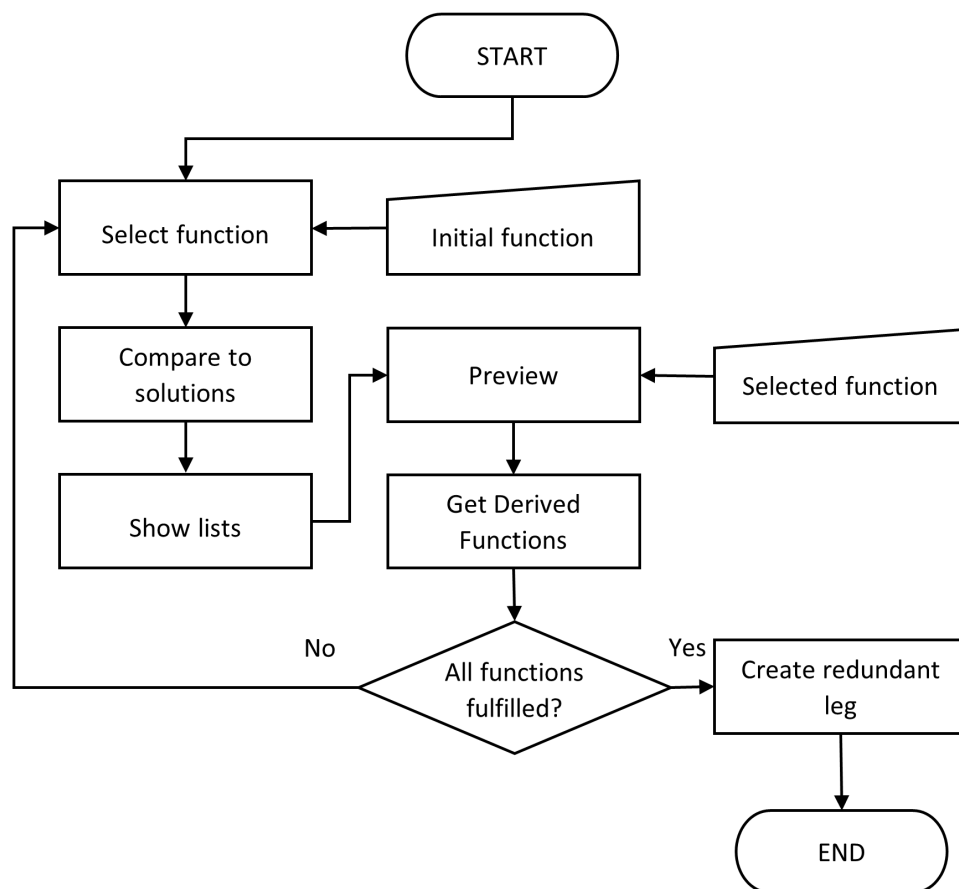 START
Select function
Initial function
Compare to
solutions
Preview
Selected function
Show lists
Get Derived
Functions
No
Yes
All functions
fulfilled?
Create redundant
leg
END